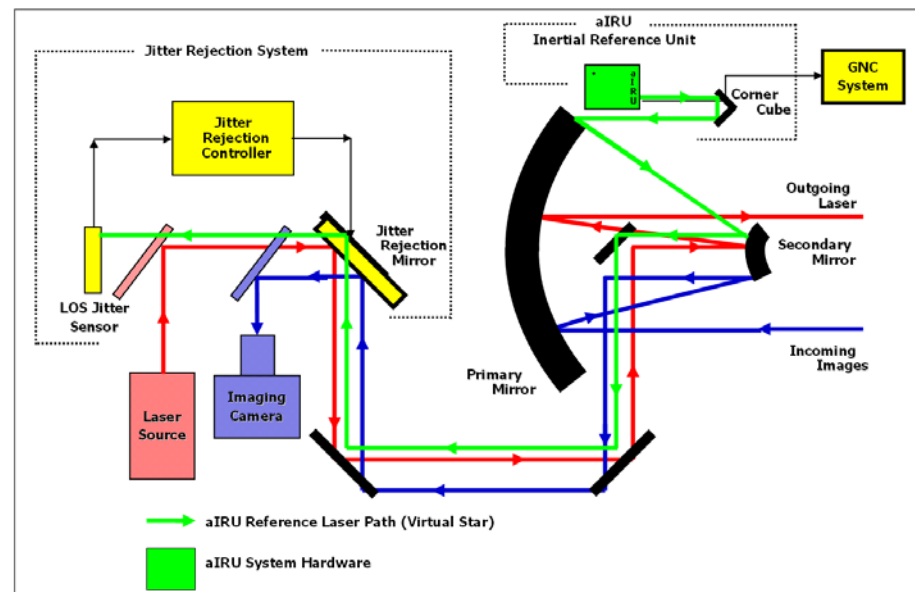 aIRU
Inertial Reference Unit
Jitter Rejection System
a
I
R
U
GNC
System
Corner
Cube
Jitter
Rejection
Controller
Outgoing
Laser
Jitter
Rejection
Mirror
Secondary
Mirror
LOS Jitter
Sensor
Incoming
Images
Primary
Mirror
Imaging
Camera
Laser
Source
aIRU Reference Laser Path (Virtual Star)
aIRU System Hardware